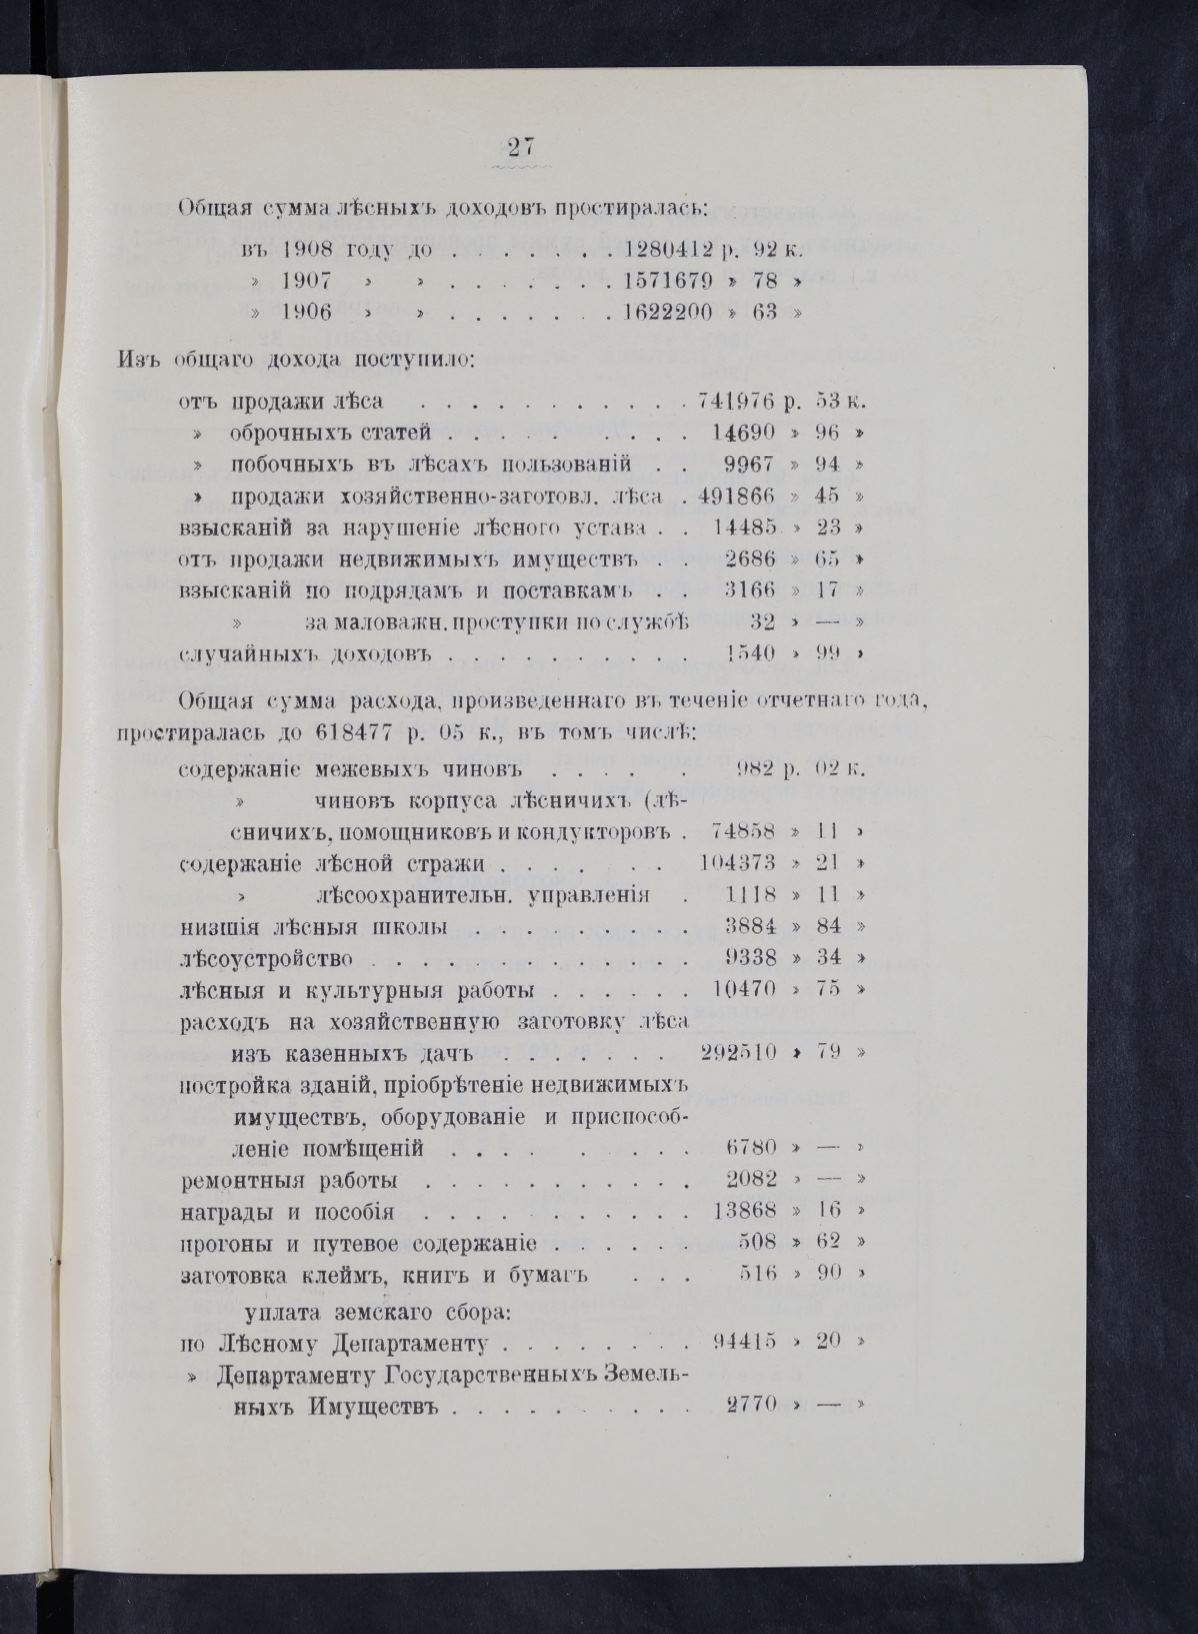 27
Общая сумма лѣсныхъ доходовъ простиралась:
въ 1908 году до . . . . . . . 1280412 р. 92 к.
» 1907 » » . . . . . . . 1571679 » 78 »
» 1906 » » . . . . . . . 1622200 » 63 »
Изъ общаго дохода поступило:
отъ продажи лѣса . . . . . . . . . . . 741976 р. 53 к.
» оброчныхъ статей . . . . . . . . . 14690 » 96 »
» побочныхъ въ лѣсахъ пользованій . . 9967 » 94 »
» продажи хозяйственно-заготовл. лѣса . 491866 » 45 »
взысканій за нарушеніе лѣсного устава . . 14485 » 23 »
отъ продажи недвижимыхъ имуществъ . . 2686 » 65 »
взысканій по подрядамъ и поставкамъ . . 3166 » 17 »
» за маловажн. проступки по службѣ 32 » — »
случайныхъ доходовъ . . . . . . . . . . 1540 » 99 »
Общая сумма расхода, произведеннаго въ теченіе отчетнаго года,
простиралась до 618477 р. 05 к., въ томъ числѣ:
содержаніе межевыхъ чиновъ . . . . . . 982 р. 02 к.
» чиновъ корпуса лѣсничихъ (лѣ-
сничихъ, помощниковъ и кондукторовъ . 74858 » 11 »
содержаніе лѣсной стражи . . . . . . . 104373 » 21 »
» лѣсоохранительн. управленія . 1118 » 11 »
низшія лѣсныя школы . . . . . . . . . 3884 » 84 »
лѣсоустройство . . . . . . . . . . . . . 9338 » 34 »
лѣсныя и культурныя работы . . . . . . 10470 » 75 »
расходъ на хозяйственную заготовку лѣса
изъ казенныхъ дачъ . . . . . . . 292510 » 79 »
постройка зданій, пріобрѣтеніе недвижимыхъ
имуществъ, оборудованіе и приспособ-
леніе помѣщеній . . . . . . . . . 6780 » — »
ремонтныя работы . . . . . . . . . . . 2082 » — »
награды и пособія . . . . . . . . . . . 13868 » 16 »
прогоны и путевое содержаніе . . . . . . 508 » 62 »
заготовка клеймъ, книгъ и бумагъ . . . 516 » 90 »
уплата земскаго сбора:
по Лѣсному Департаменту . . . . . . . . 94415 » 20 »
» Департаменту Государственныхъ Земель-
ныхъ Имуществъ . . . . . . . . . . 2770 » — »